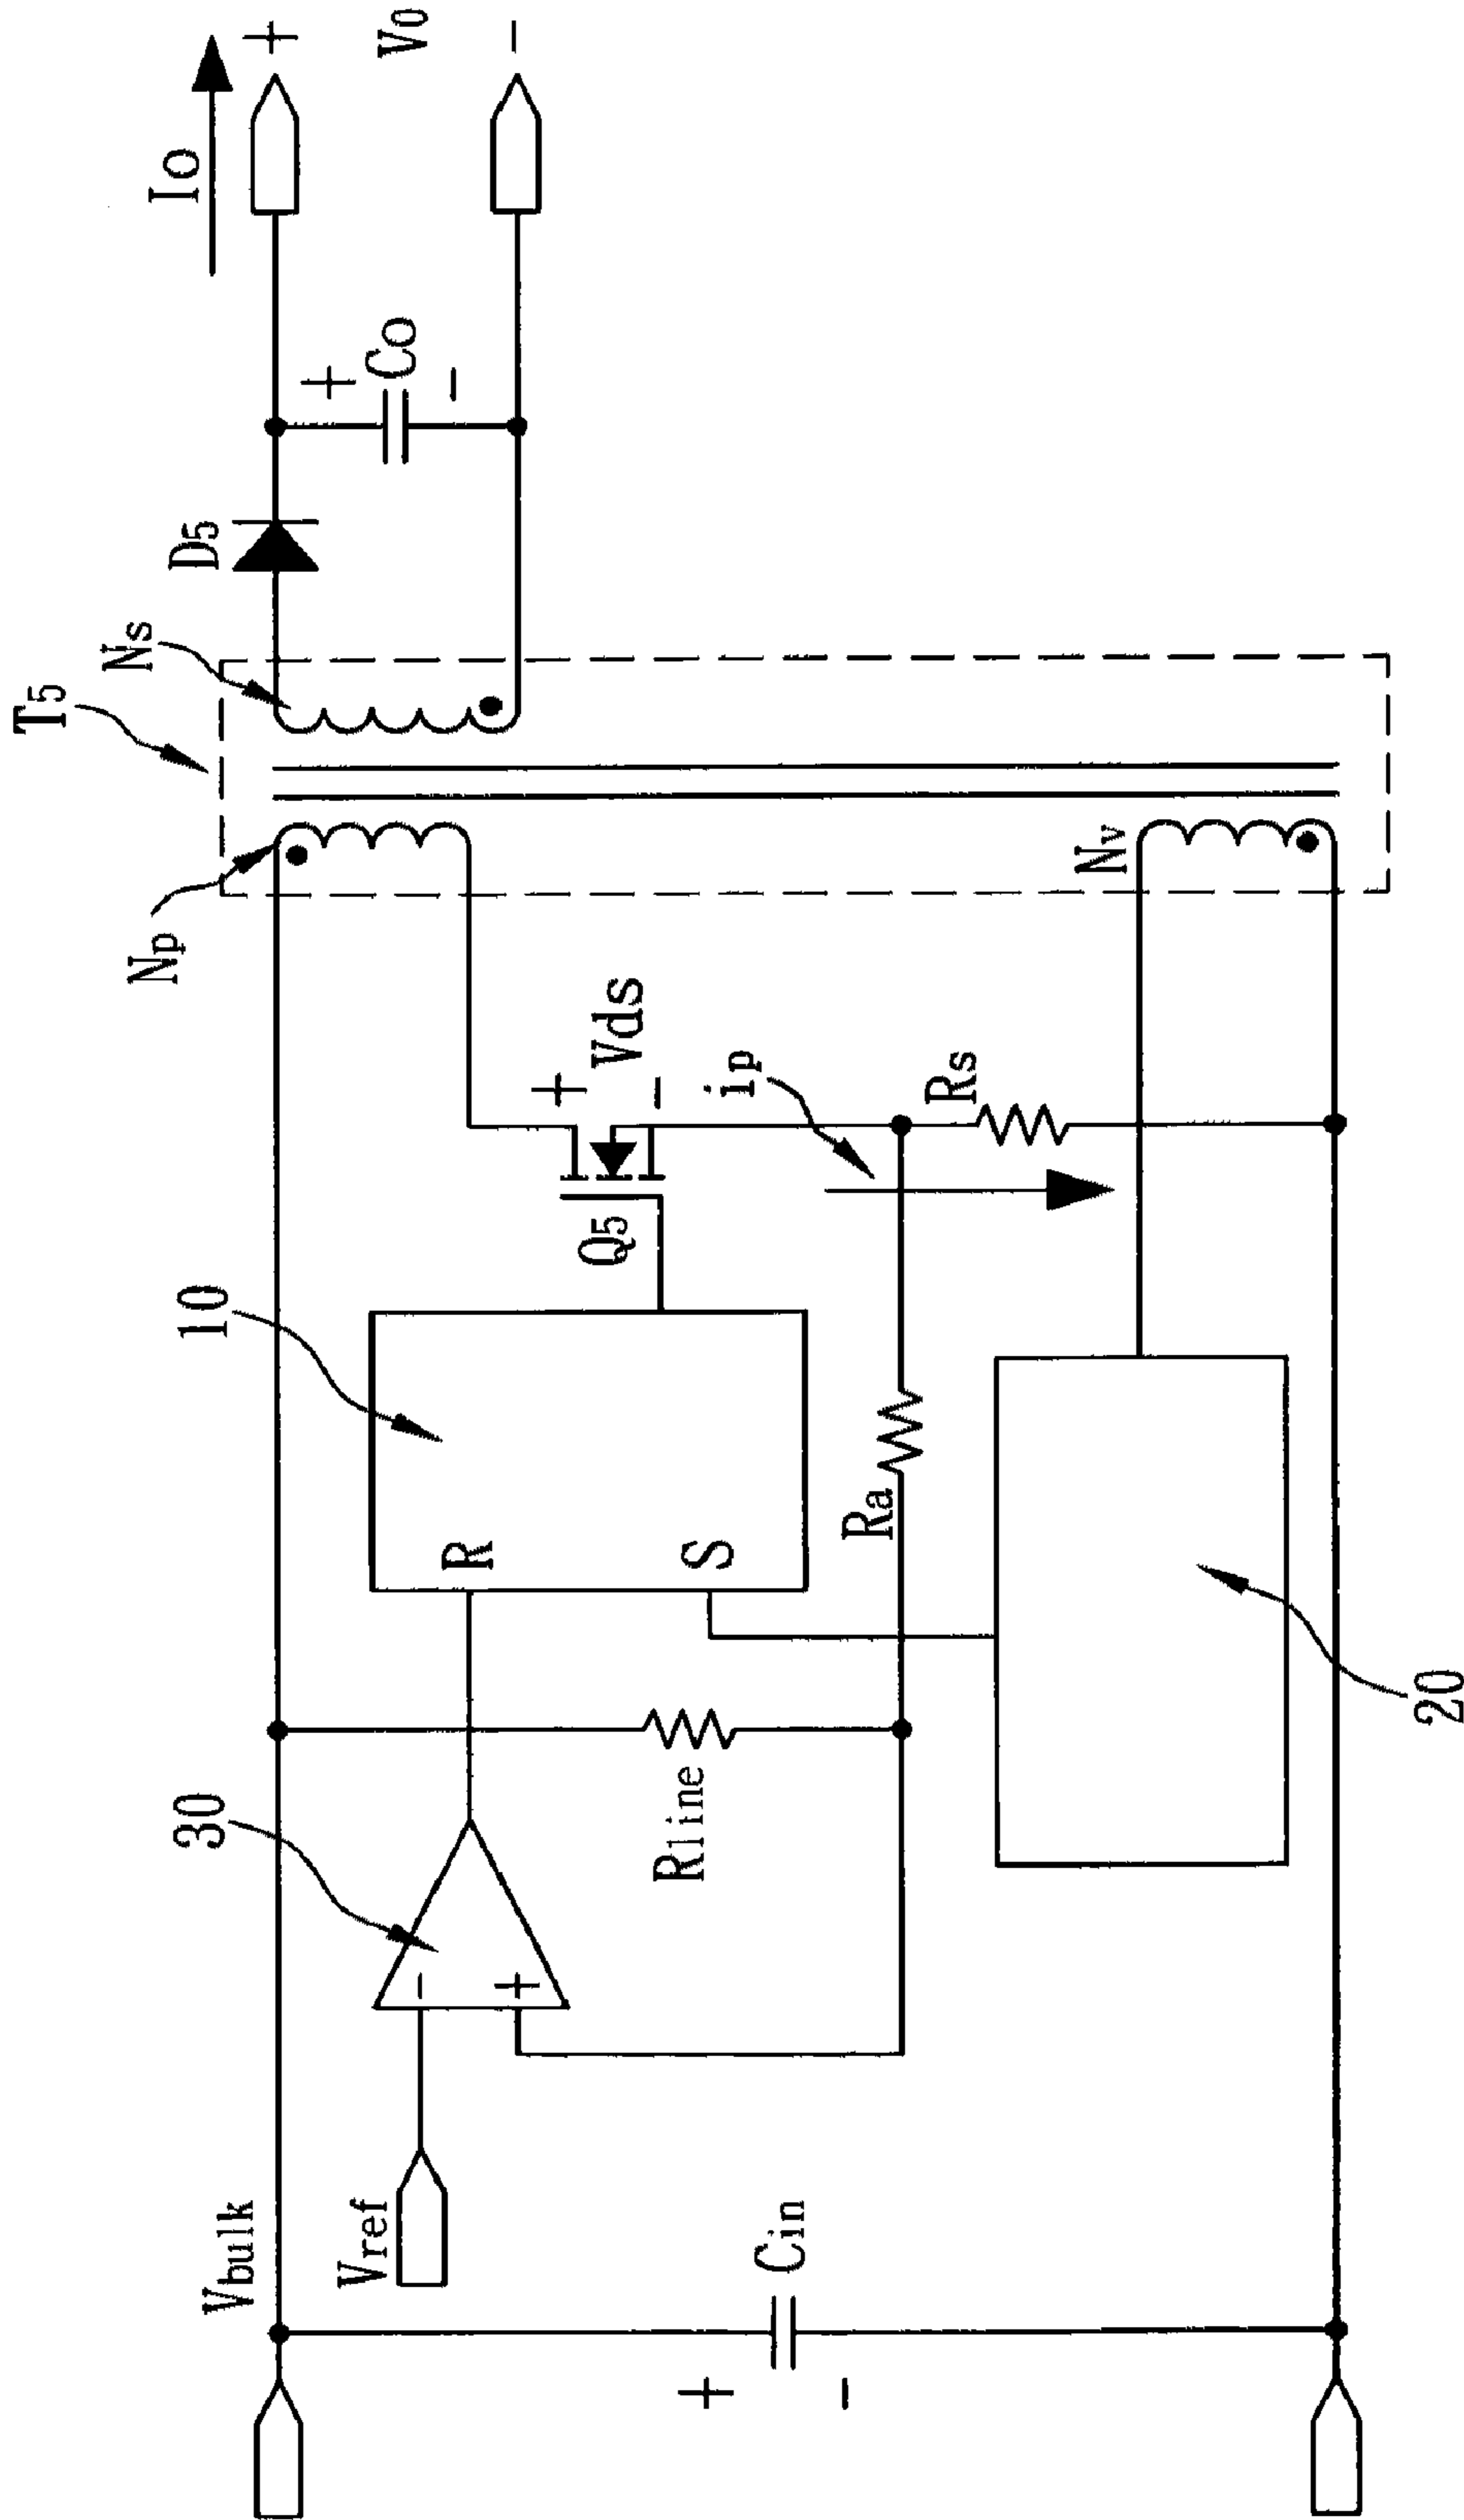 T5
Ns
Np
D5
Io
+
Vo
-
+
Co
-
10
Q5
+
Vds
-
ip
Rs
Nv
R
S
Ra
30
-
+
Rline
20
Vbulk
Vref
+
Cin
-